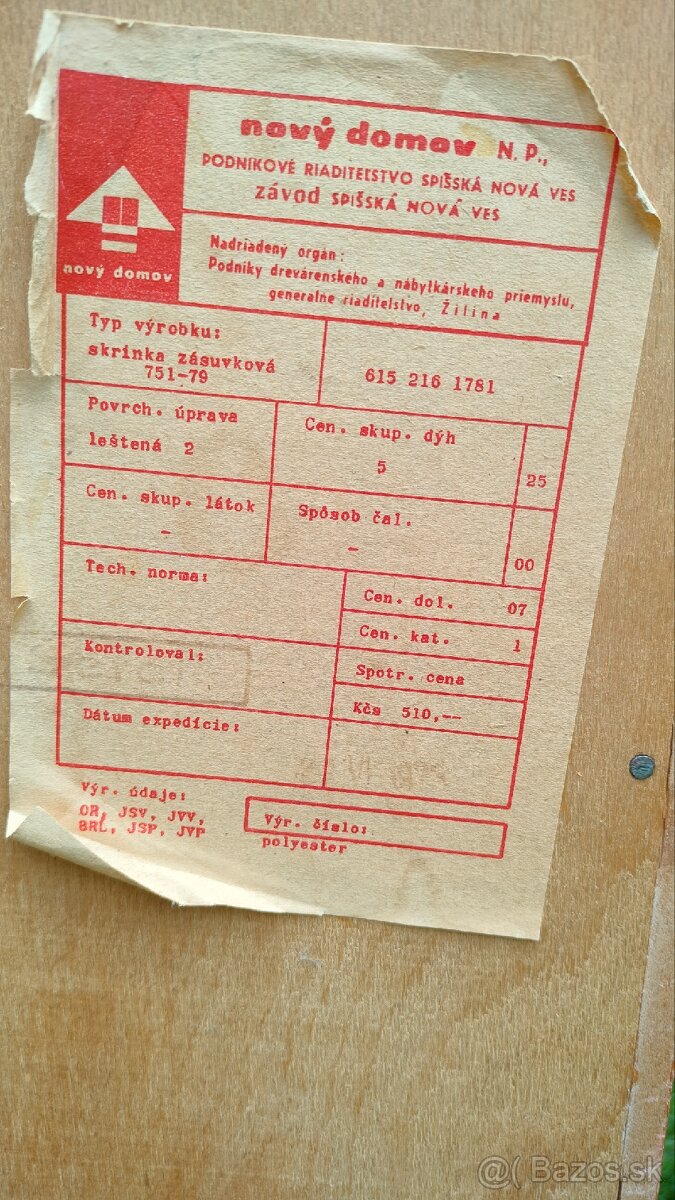 nový domov N.P.,
PODNIKOVÉ RIADITEĽSTVO SPIŠSKÁ NOVÁ VES
závod SPIŠSKÁ NOVÁ VES
nový domov
Nadriadený orgán:
Podniky drevárenského a nábytkárskeho priemyslu,
generalne riaditelstvo, Žilina
Typ výrobku:
skrinka zásuvková
751-79
615 216 1781
Povrch. úprava
leštená 2
Cen. skup. dýh
5
25
Cen. skup. látok
-
Spôsob čal.
-
00
Tech. norma:
Cen. dol. 07
Cen. kat. 1
Kontroloval:
Spotr. cena
Kčs 510,--
Dátum expedície:
Výr. údaje:
OR, JSV, JVV,
BRL, JSP, JVP
Výr. číslo:
polyester
@( Bazos.sk